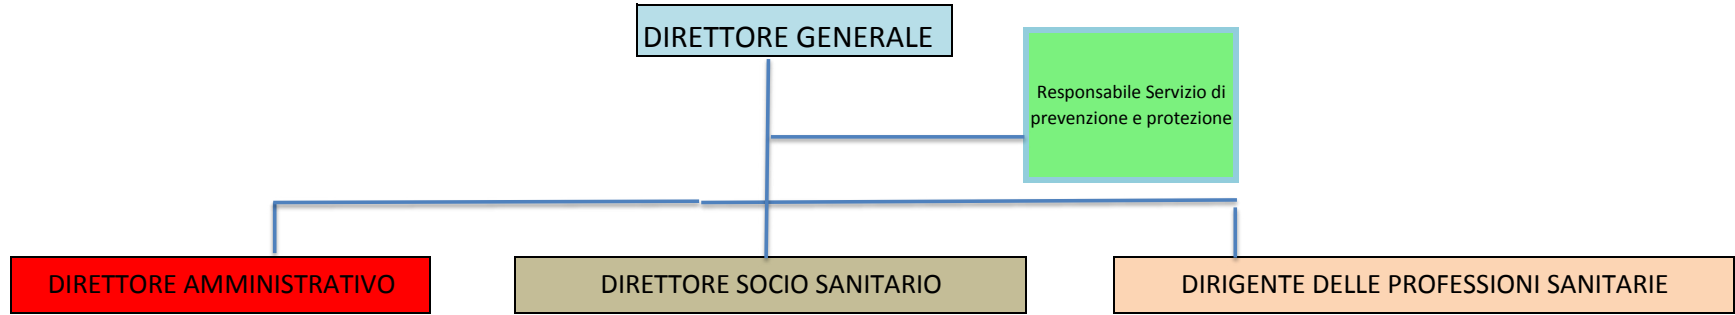 DIRETTORE GENERALE
Responsabile Servizio di
prevenzione e protezione
DIRETTORE AMMINISTRATIVO
DIRETTORE SOCIO SANITARIO
DIRIGENTE DELLE PROFESSIONI SANITARIE